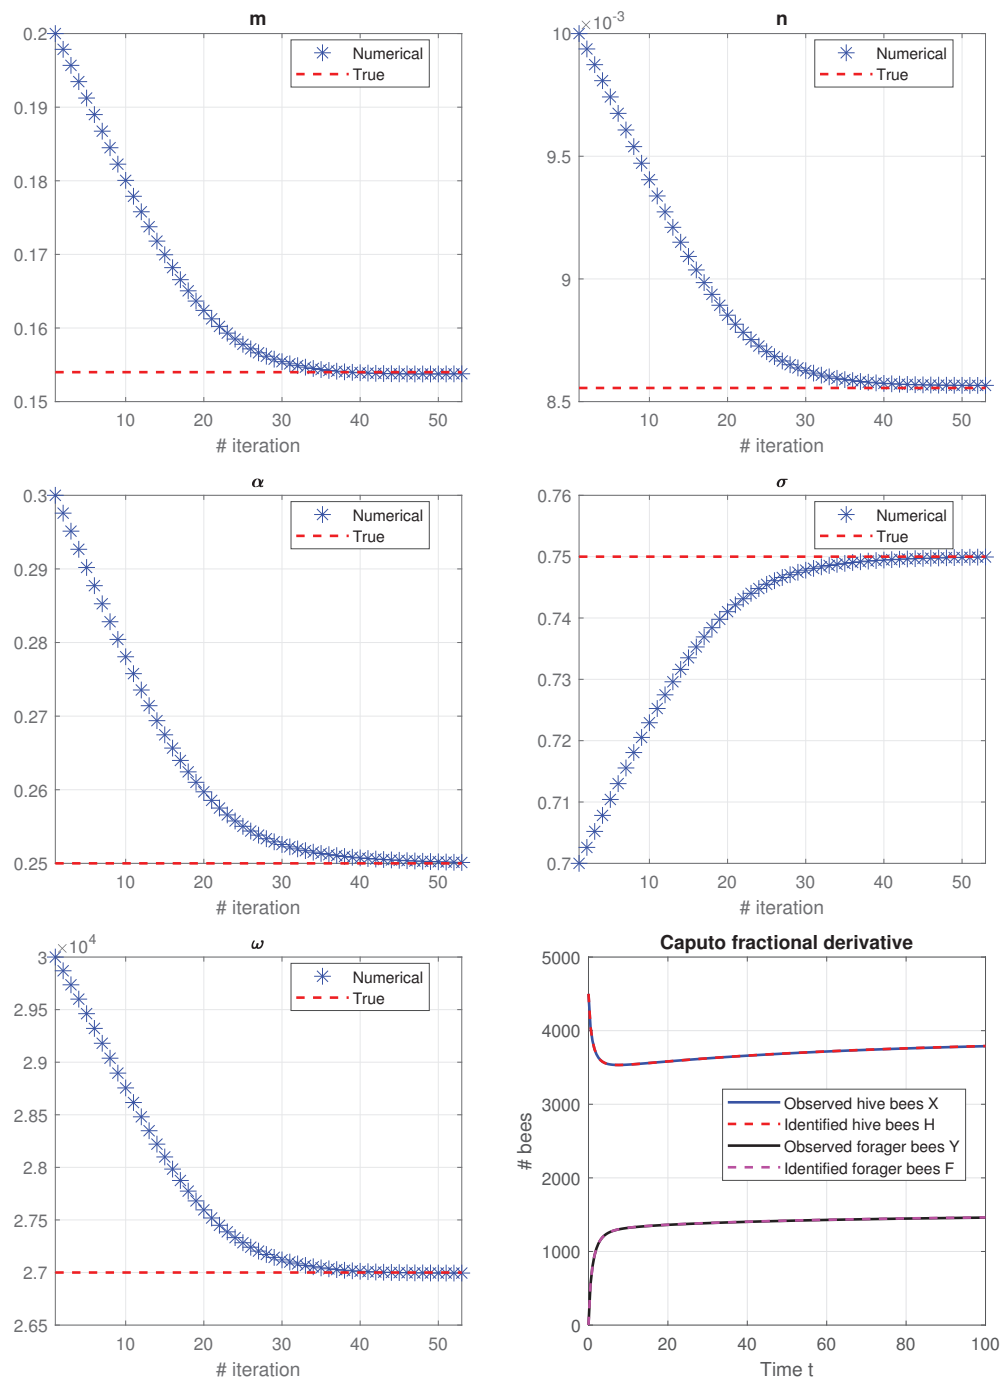 m
0.2
0.19
0.18
0.17
0.16
0.15
10 20 30 40 50
# iteration
Numerical
True
n
×10⁻³
10
9.5
9
8.5
10 20 30 40 50
# iteration
Numerical
True
α
0.3
0.29
0.28
0.27
0.26
0.25
10 20 30 40 50
# iteration
Numerical
True
σ
0.76
0.75
0.74
0.73
0.72
0.71
0.7
10 20 30 40 50
# iteration
Numerical
True
ω
×10⁴
3
2.95
2.9
2.85
2.8
2.75
2.7
2.65
10 20 30 40 50
# iteration
Numerical
True
Caputo fractional derivative
5000
4000
3000
2000
1000
0
# bees
0 20 40 60 80 100
Time t
Observed hive bees X
Identified hive bees H
Observed forager bees Y
Identified forager bees F